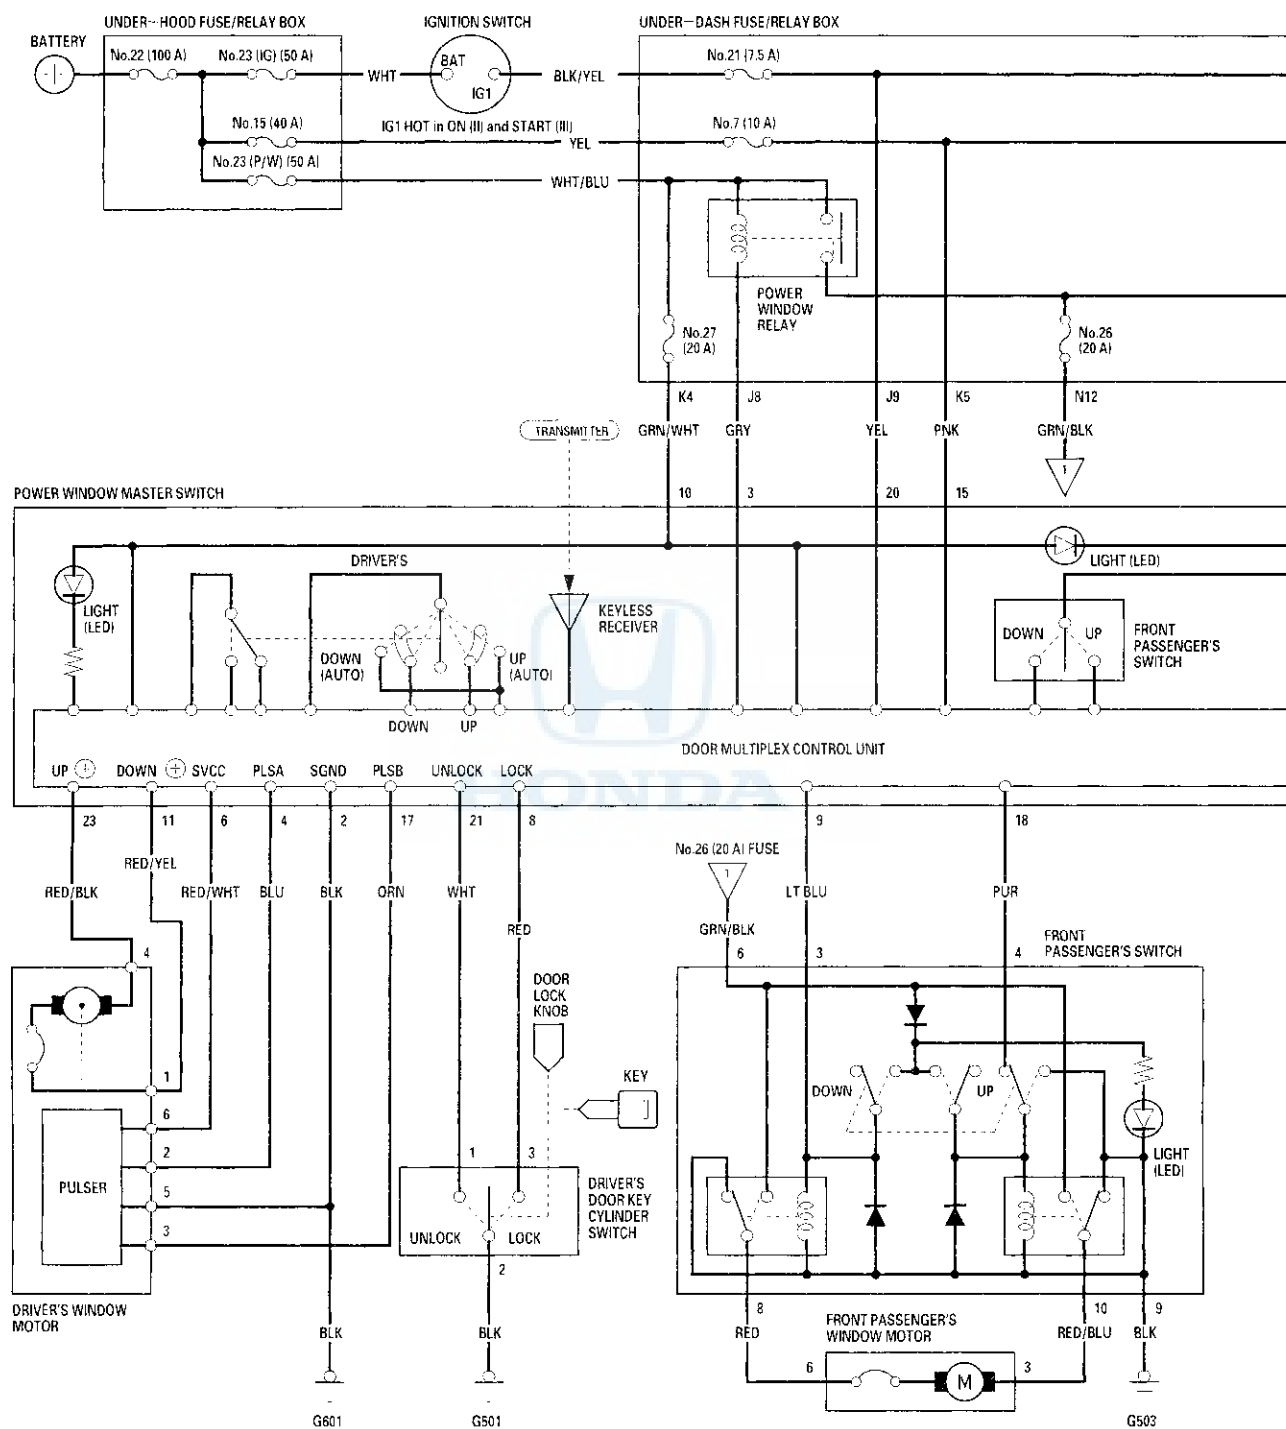 UNDER-HOOD FUSE/RELAY BOX
IGNITION SWITCH
UNDER-DASH FUSE/RELAY BOX
BATTERY
No.22 (100 A)
No.23 (IG) (50 A)
BAT
IG1
WHT
BLK/YEL
No.21 (7.5 A)
No.15 (40 A)
IG1 HOT in ON (II) and START (III)
YEL
No.7 (10 A)
No.23 (P/W) (50 A)
WHT/BLU
POWER
WINDOW
RELAY
No.27
(20 A)
No.26
(20 A)
K4
J8
J9
K5
N12
TRANSMITTER
GRN/WHT
GRY
YEL
PNK
GRN/BLK
1
POWER WINDOW MASTER SWITCH
10
3
20
15
DRIVER'S
LIGHT (LED)
LIGHT
(LED)
KEYLESS
RECEIVER
DOWN
(AUTO)
UP
(AUTO)
DOWN
UP
FRONT
PASSENGER'S
SWITCH
DOWN
UP
DOOR MULTIPLEX CONTROL UNIT
HONDA
UP
DOWN
SVCC
PLSA
SGND
PLSB
UNLOCK
LOCK
23
11
6
4
2
17
21
8
9
18
No.26 (20 A) FUSE
1
RED/YEL
RED/BLK
RED/WHT
BLU
BLK
ORN
WHT
RED
LT BLU
PUR
GRN/BLK
FRONT
PASSENGER'S SWITCH
4
6
3
4
DOOR
LOCK
KNOB
KEY
DOWN
UP
1
6
2
5
3
PULSER
1
3
LIGHT
(LED)
DRIVER'S
DOOR KEY
CYLINDER
SWITCH
UNLOCK
LOCK
2
DRIVER'S WINDOW
MOTOR
8
10
9
BLK
BLK
RED
FRONT PASSENGER'S
WINDOW MOTOR
RED/BLU
BLK
6
M
3
G601
G501
G503